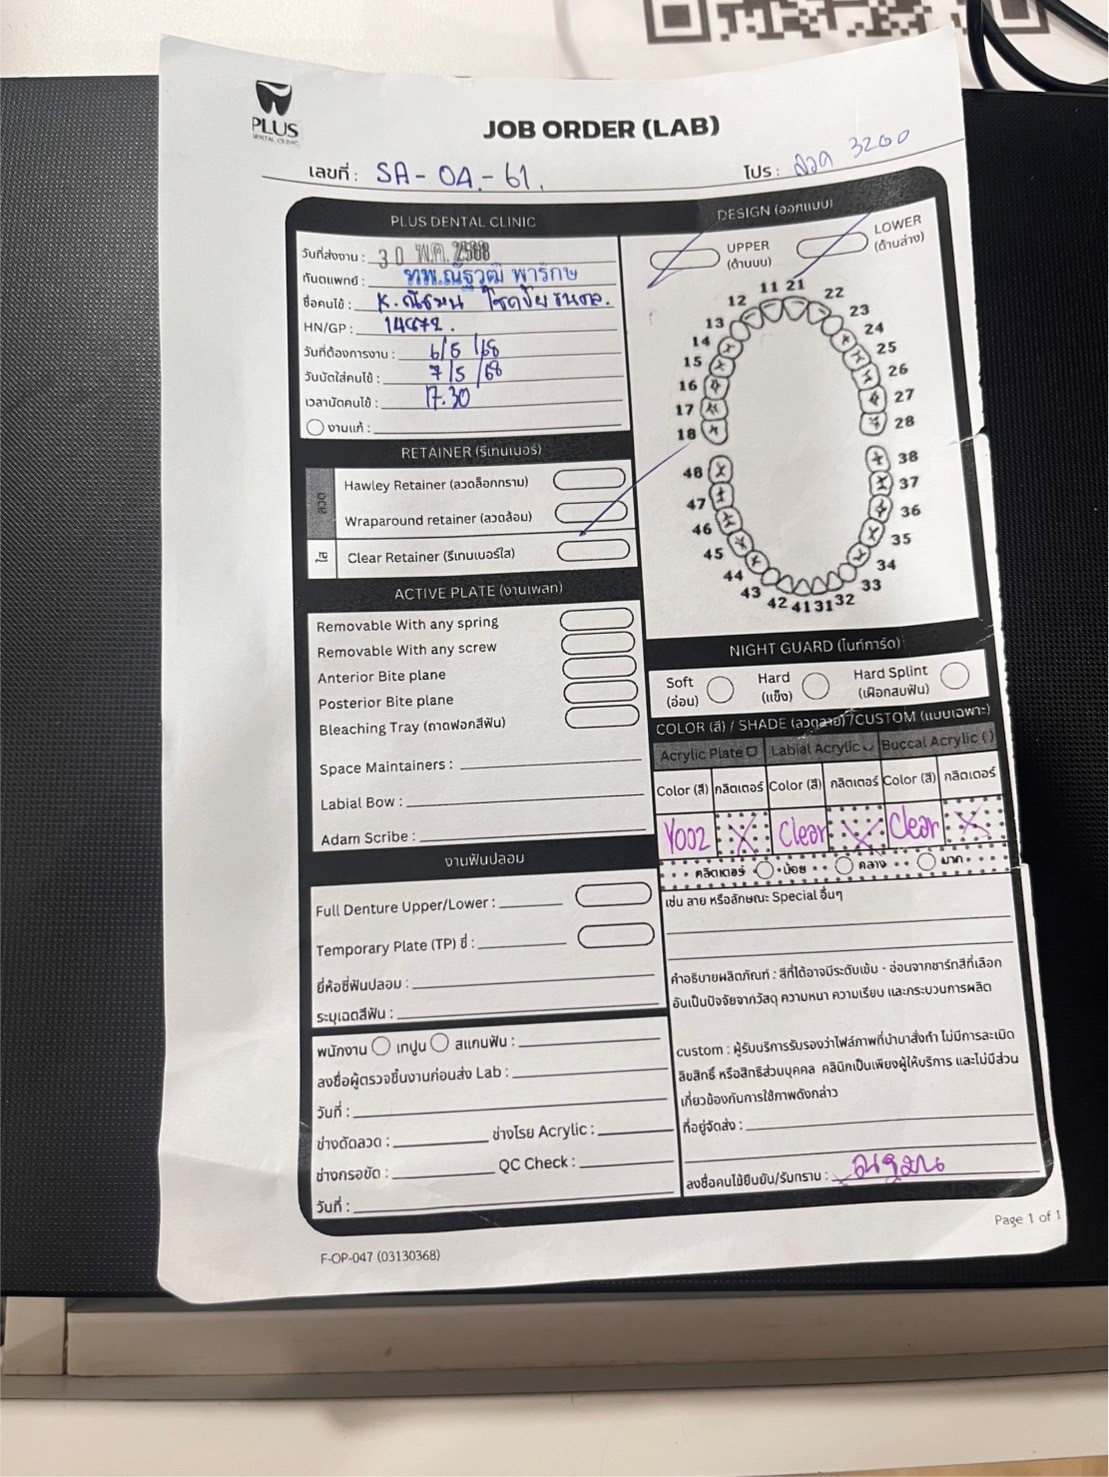 PLUS
DENTAL CLINIC
JOB ORDER (LAB)
เลขที่ : SA - 04 - 61.
โปร : ลวด 3200
PLUS DENTAL CLINIC
วันที่ส่งงาน : 30 พ.ค. 2568
ทันตแพทย์ : ทพ.ณัฐวุฒิ พารักษ
ชื่อคนไข้ : K.
HN/GP :
วันที่ต้องการงาน : 6/5/68
วันนัดใส่คนไข้ : 7/5/68
เวลานัดคนไข้ : 17.30
งานแก้ :
RETAINER (รีเทนเนอร์)
ลวด
Hawley Retainer (ลวดล็อกกราม)
Wraparound retainer (ลวดล้อม)
ใส
Clear Retainer (รีเทนเนอร์ใส)
ACTIVE PLATE (งานเพลท)
Removable With any spring
Removable With any screw
Anterior Bite plane
Posterior Bite plane
Bleaching Tray (ถาดฟอกสีฟัน)
Space Maintainers :
Labial Bow :
Adam Scribe :
งานฟันปลอม
Full Denture Upper/Lower :
Temporary Plate (TP) ซี่ :
ยี่ห้อซี่ฟันปลอม :
ระบุเฉดสีฟัน :
พนักงาน เทปูน สแกนฟัน :
ลงชื่อผู้ตรวจชิ้นงานก่อนส่ง Lab :
วันที่ :
ช่างดัดลวด : ช่างโรย Acrylic :
ช่างกรอขัด : QC Check :
วันที่ :
DESIGN (ออกแบบ)
UPPER
(ด้านบน)
LOWER
(ด้านล่าง)
11 21
12 22
13 23
14 24
15 25
16 26
17 27
18 28
48 38
47 37
46 36
45 35
44 34
43 33
42 41 31 32
NIGHT GUARD (ไนท์การ์ด)
Soft
(อ่อน)
Hard
(แข็ง)
Hard Splint
(เฝือกสบฟัน)
COLOR (สี) / SHADE (ลวดลาย) /CUSTOM (แบบเฉพาะ)
Acrylic Plate Labial Acrylic Buccal Acrylic ( )
Color (สี) กลิตเตอร์ Color (สี) กลิตเตอร์ Color (สี) กลิตเตอร์
Y002 X Clear X Clear X
กลิตเตอร์ น้อย กลาง มาก
เช่น ลาย หรือลักษณะ Special อื่นๆ
คำอธิบายผลิตภัณฑ์ : สีที่ได้อาจมีระดับเข้ม - อ่อนจากชาร์ทสีที่เลือก
อันเป็นปัจจัยจากวัสดุ ความหนา ความเรียบ และกระบวนการผลิต
custom : ผู้รับบริการรับรองว่าไฟล์ภาพที่นำมาสั่งทำ ไม่มีการละเมิด
ลิขสิทธิ์ หรือสิทธิส่วนบุคคล คลินิกเป็นเพียงผู้ให้บริการ และไม่มีส่วน
เกี่ยวข้องกับการใช้ภาพดังกล่าว
ที่อยู่จัดส่ง :
ลงชื่อคนไข้ยืนยัน/รับทราบ :
Page 1 of 1
F-OP-047 (03130368)